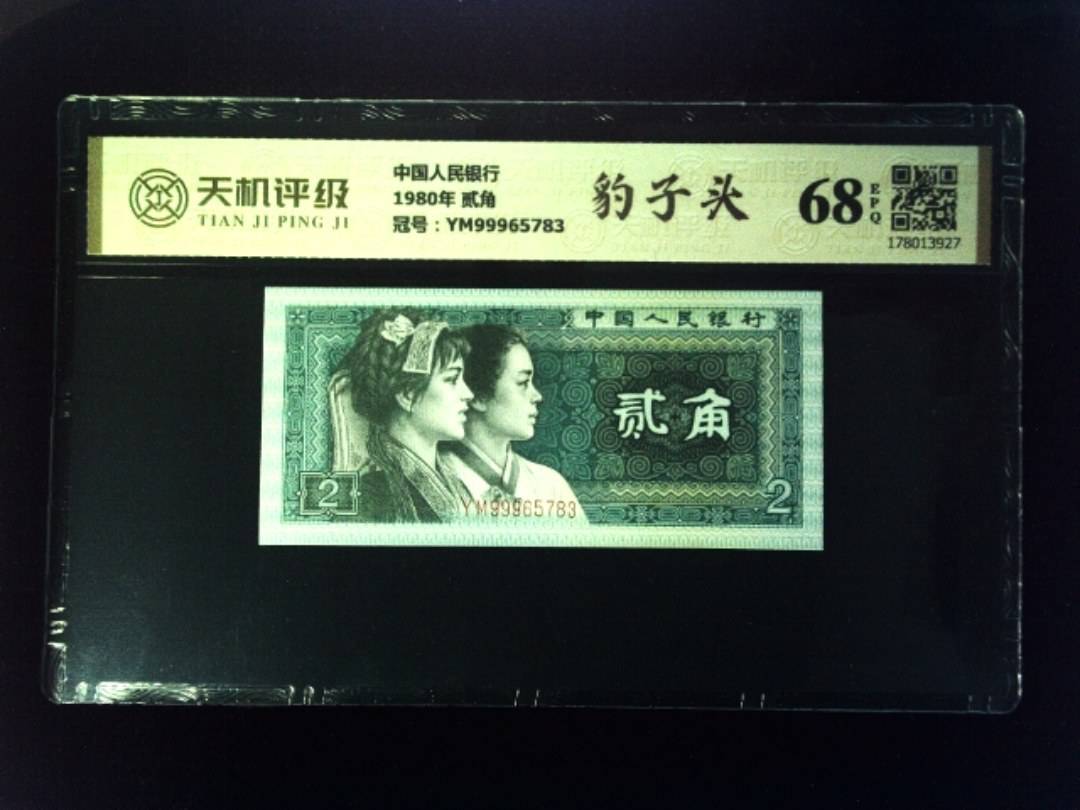 天机评级
TIAN JI PING JI
中国人民银行
1980年 贰角
冠号：YM99965783
豹子头
68
EPQ
178013927
中国人民银行
贰角
2
YM99965783
2